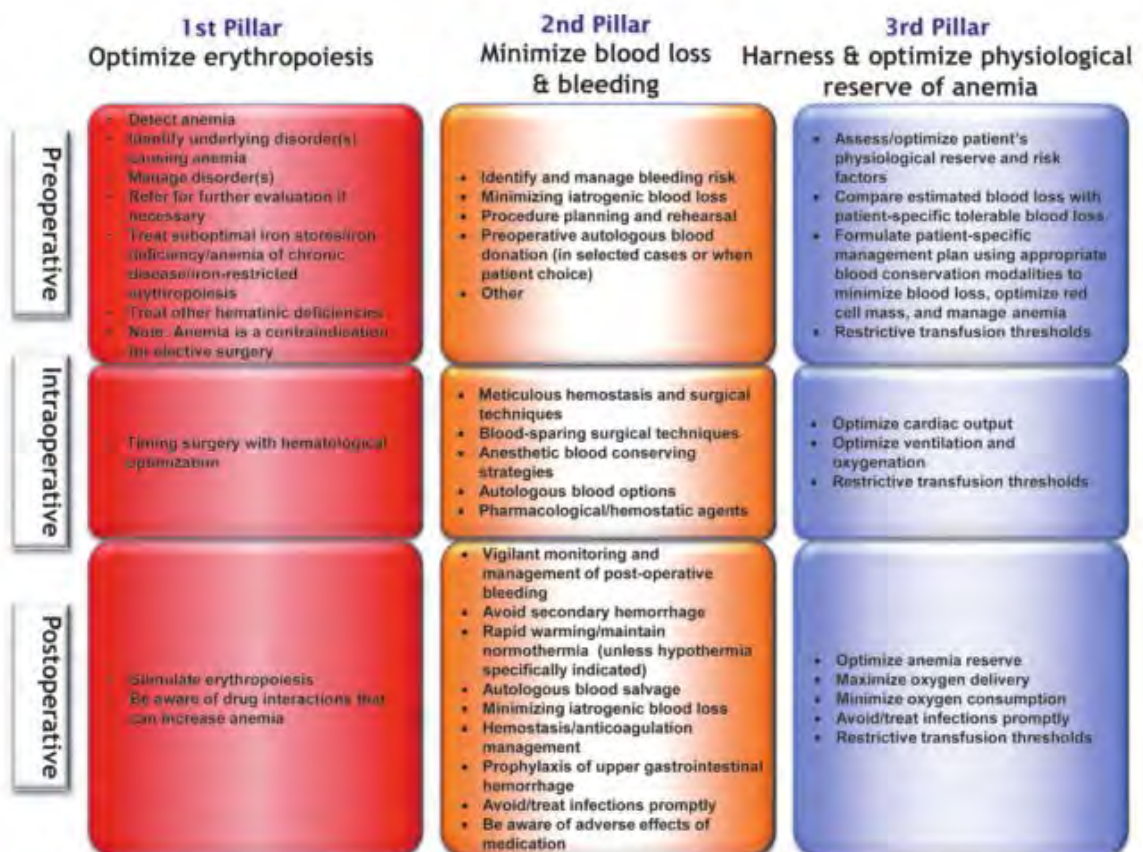 1st Pillar
Optimize erythropoiesis
2nd Pillar
Minimize blood loss
& bleeding
3rd Pillar
Harness & optimize physiological
reserve of anemia
Preoperative
- Detect anemia
- Identify underlying disorder(s)
causing anemia
- Manage disorder(s)
- Refer for further evaluation if
necessary
- Treat suboptimal iron stores/iron
deficiency/anemia of chronic
disease/iron-restricted
erythropoiesis
- Treat other hematinic deficiencies
- Note: Anemia is a contraindication
for elective surgery
• Identify and manage bleeding risk
• Minimizing iatrogenic blood loss
• Procedure planning and rehearsal
• Preoperative autologous blood
donation (in selected cases or when
patient choice)
• Other
• Assess/optimize patient's
physiological reserve and risk
factors
• Compare estimated blood loss with
patient-specific tolerable blood loss
• Formulate patient-specific
management plan using appropriate
blood conservation modalities to
minimize blood loss, optimize red
cell mass, and manage anemia
• Restrictive transfusion thresholds
Intraoperative
- Timing surgery with hematological
optimization
• Meticulous hemostasis and surgical
techniques
• Blood-sparing surgical techniques
• Anesthetic blood conserving
strategies
• Autologous blood options
• Pharmacological/hemostatic agents
• Optimize cardiac output
• Optimize ventilation and
oxygenation
• Restrictive transfusion thresholds
Postoperative
- Stimulate erythropoiesis
Be aware of drug interactions that
can increase anemia
• Vigilant monitoring and
management of post-operative
bleeding
• Avoid secondary hemorrhage
• Rapid warming/maintain
normothermia (unless hypothermia
specifically indicated)
• Autologous blood salvage
• Minimizing iatrogenic blood loss
• Hemostasis/anticoagulation
management
• Prophylaxis of upper gastrointestinal
hemorrhage
• Avoid/treat infections promptly
• Be aware of adverse effects of
medication
• Optimize anemia reserve
• Maximize oxygen delivery
• Minimize oxygen consumption
• Avoid/treat infections promptly
• Restrictive transfusion thresholds